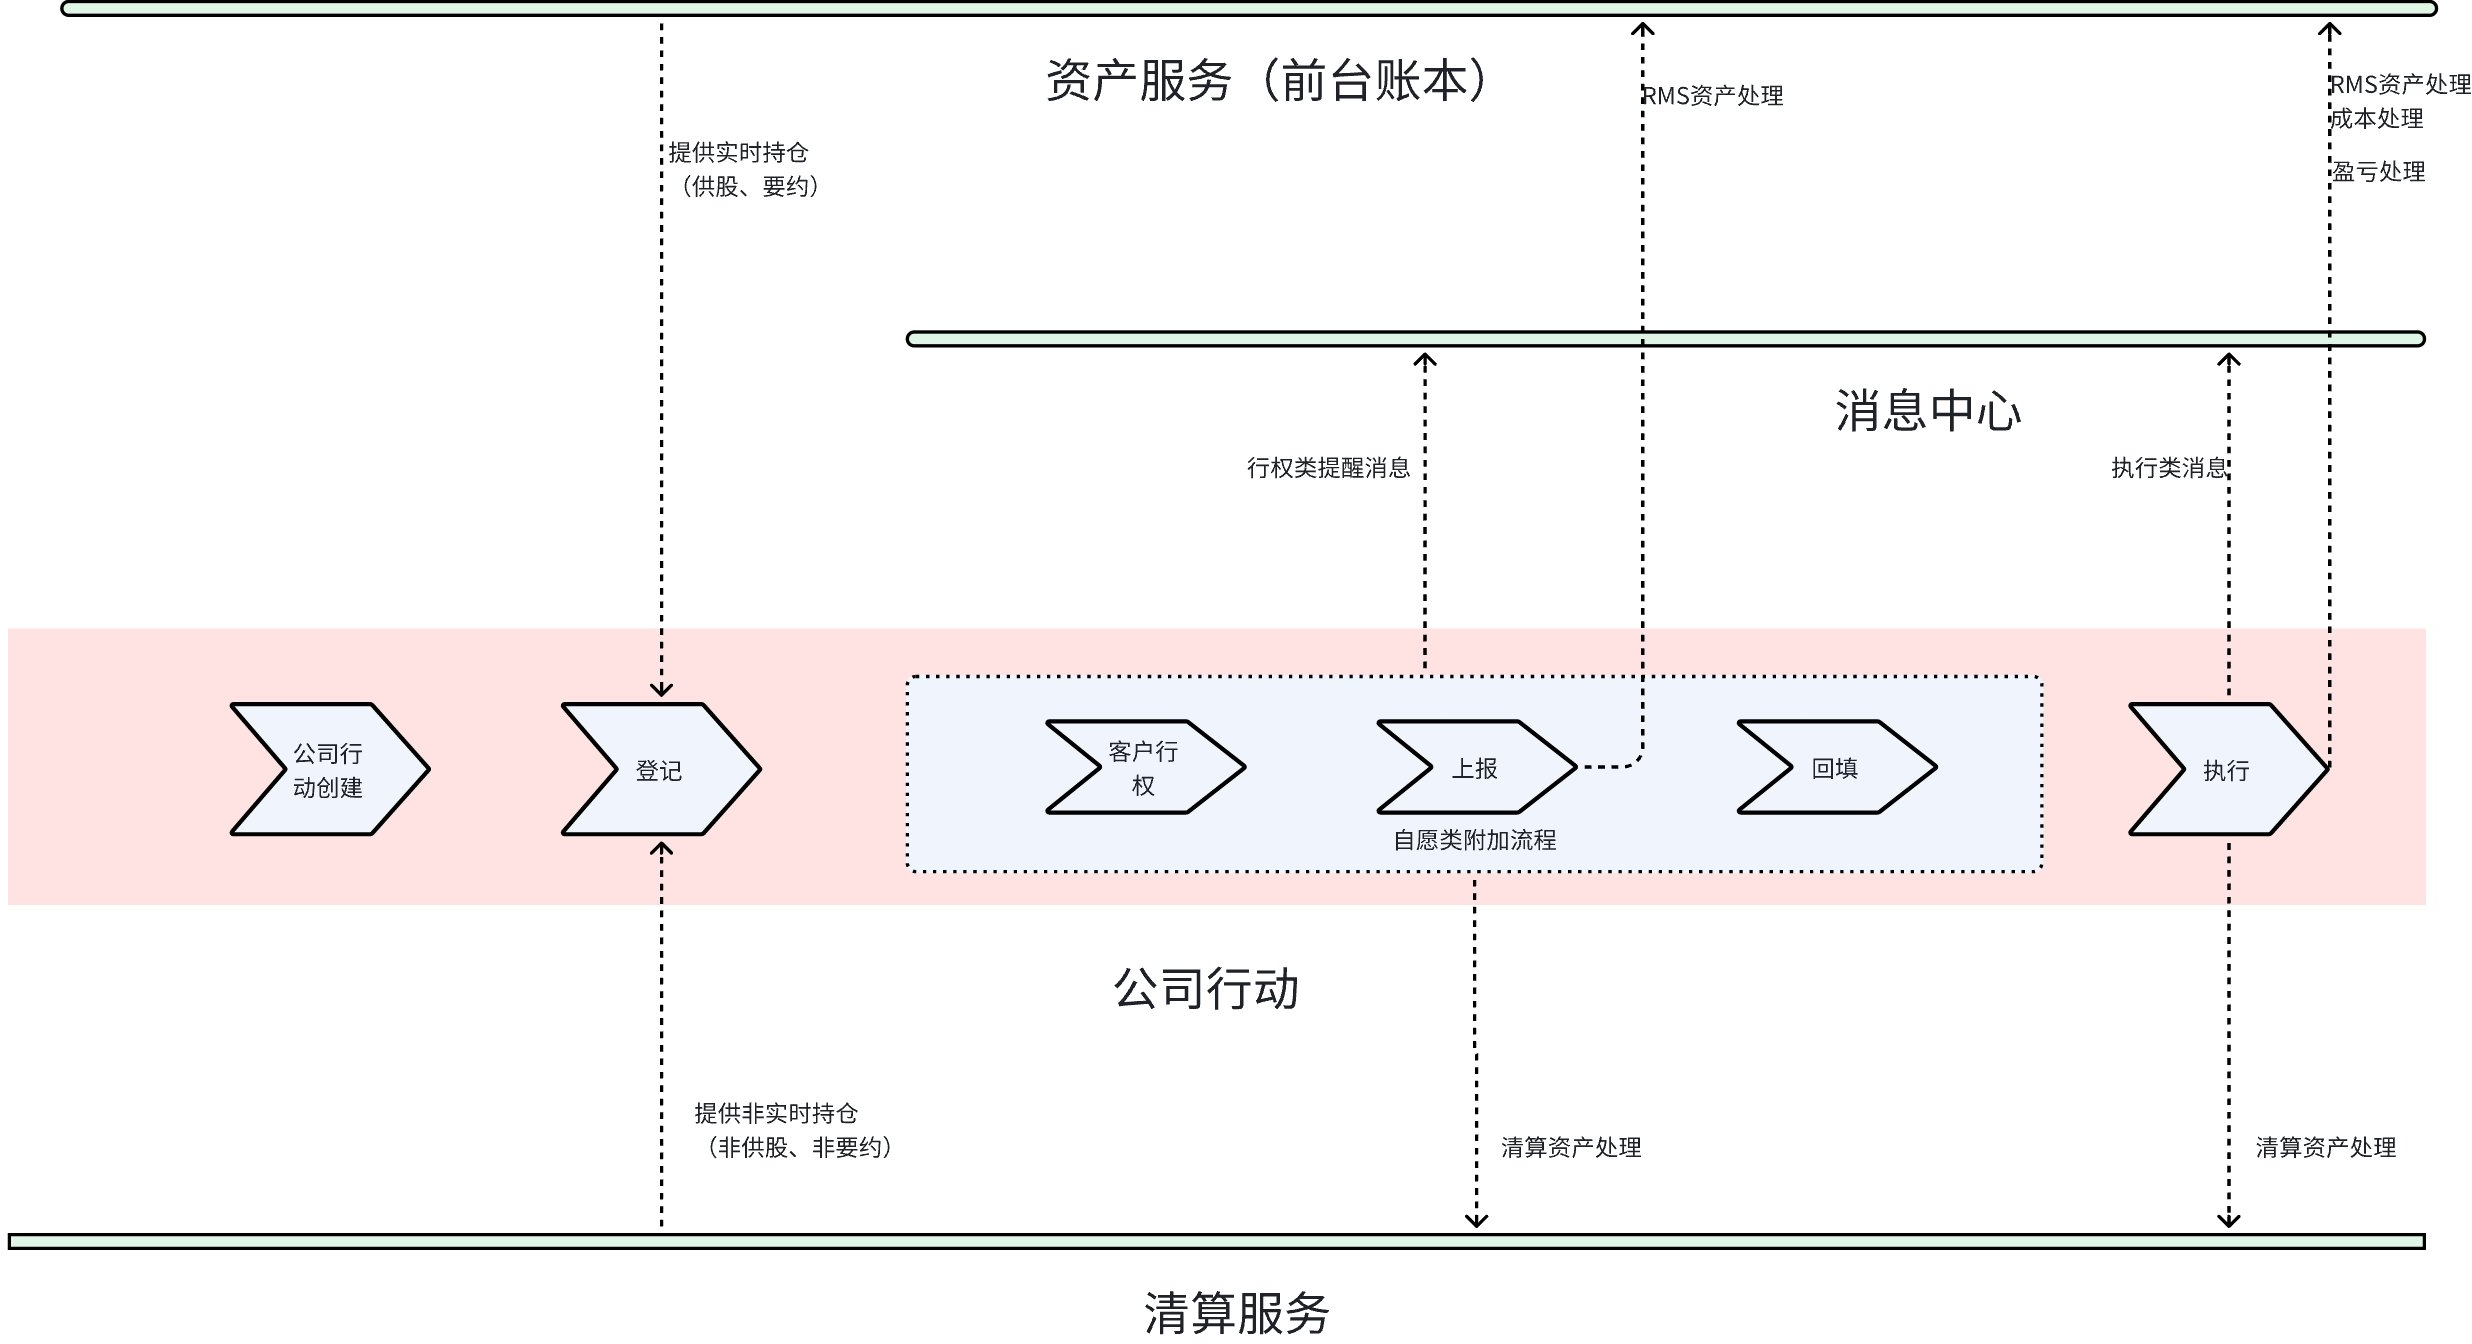 资产服务（前台账本）
RMS资产处理
RMS资产处理
成本处理
盈亏处理
提供实时持仓
（供股、要约）
消息中心
行权类提醒消息
执行类消息
公司行
动创建
登记
客户行
权
上报
回填
执行
自愿类附加流程
公司行动
提供非实时持仓
（非供股、非要约）
清算资产处理
清算资产处理
清算服务